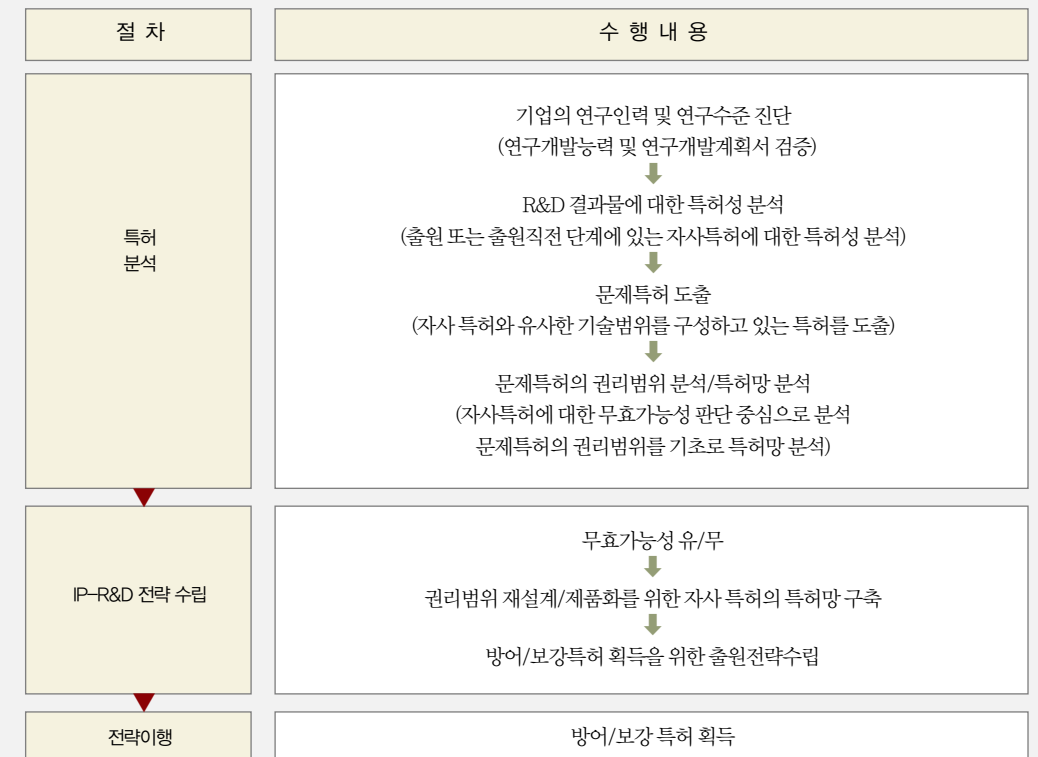 절 차
수 행 내 용
특허
분석
기업의 연구인력 및 연구수준 진단
(연구개발능력 및 연구개발계획서 검증)
R&D 결과물에 대한 특허성 분석
(출원 또는 출원직전 단계에 있는 자사특허에 대한 특허성 분석)
문제특허 도출
(자사 특허와 유사한 기술범위를 구성하고 있는 특허를 도출)
문제특허의 권리범위 분석/특허망 분석
(자사특허에 대한 무효가능성 판단 중심으로 분석
문제특허의 권리범위를 기초로 특허망 분석)
IP-R&D 전략 수립
무효가능성 유/무
권리범위 재설계/제품화를 위한 자사 특허의 특허망 구축
방어/보강특허 획득을 위한 출원전략수립
전략이행
방어/보강 특허 획득